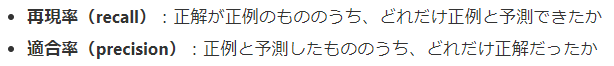 • 再現率（recall）：正解が正例のもののうち、どれだけ正例と予測できたか
• 適合率（precision）：正例と予測したもののうち、どれだけ正解だったか